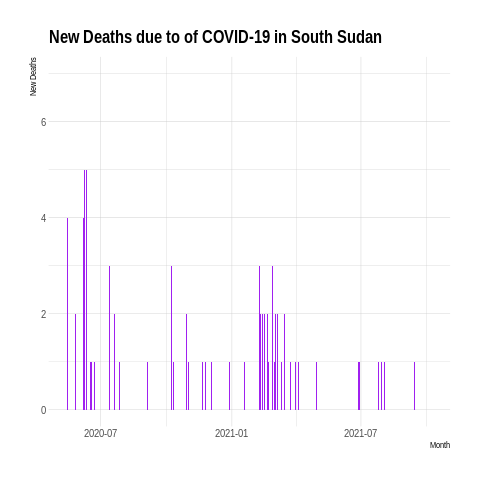 New Deaths due to of COVID-19 in South Sudan
New Deaths
6
4
2
0
2020-07
2021-01
2021-07
Month